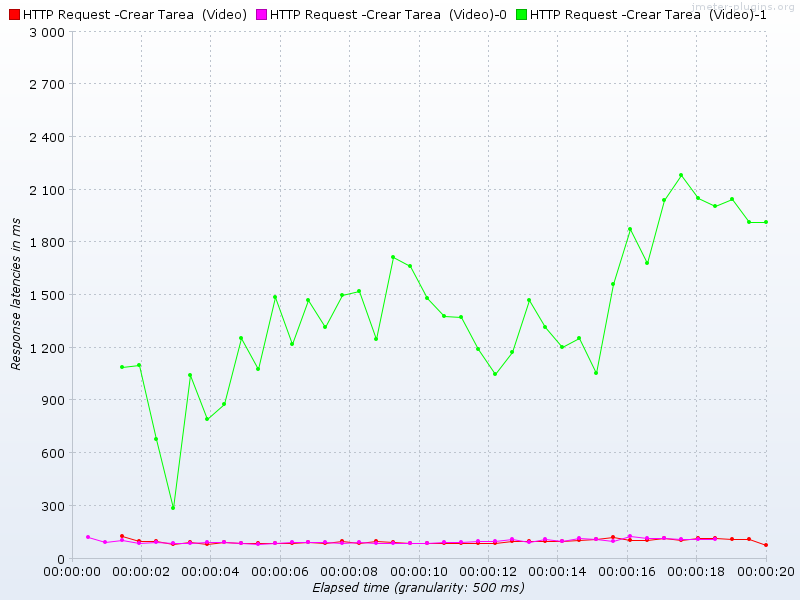 jmeter-plugins.org
HTTP Request -Crear Tarea  (Video) HTTP Request -Crear Tarea  (Video)-0 HTTP Request -Crear Tarea  (Video)-1
3 000
2 700
2 400
2 100
1 800
1 500
1 200
900
600
300
0
Response latencies in ms
00:00:00 00:00:02 00:00:04 00:00:06 00:00:08 00:00:10 00:00:12 00:00:14 00:00:16 00:00:18 00:00:20
Elapsed time (granularity: 500 ms)